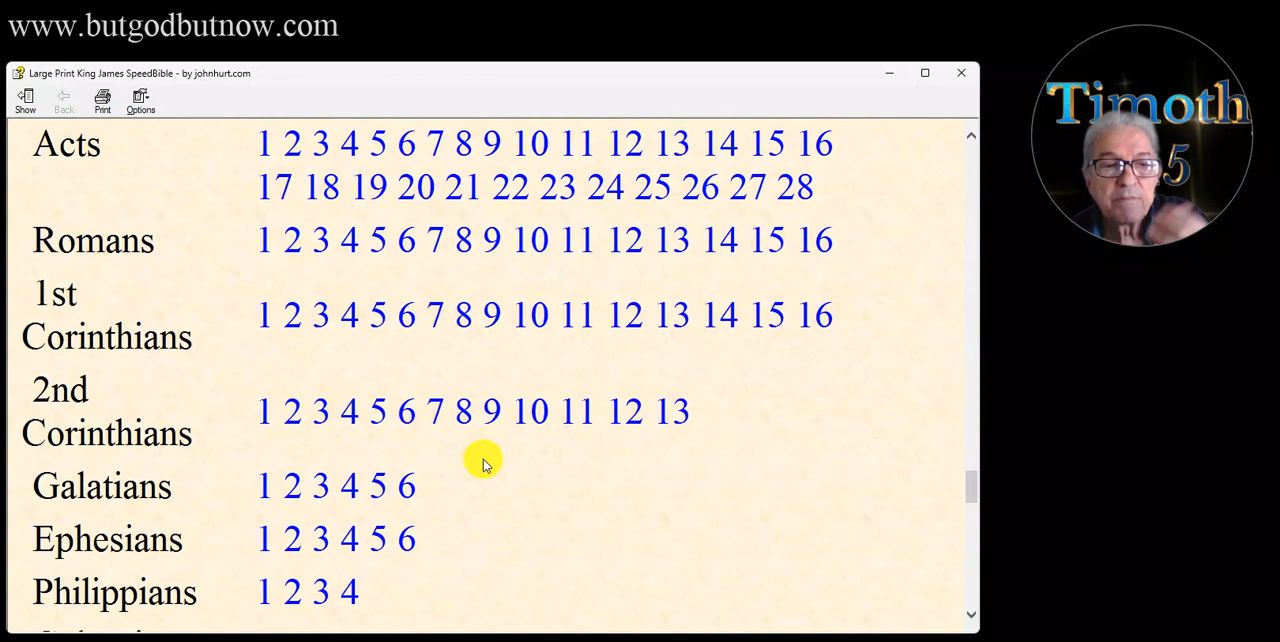 www.butgodbutnow.com
Large Print King James SpeedBible - by johnhurt.com
Show Back Print Options
Acts 1 2 3 4 5 6 7 8 9 10 11 12 13 14 15 16
17 18 19 20 21 22 23 24 25 26 27 28
Romans 1 2 3 4 5 6 7 8 9 10 11 12 13 14 15 16
1st
Corinthians 1 2 3 4 5 6 7 8 9 10 11 12 13 14 15 16
2nd
Corinthians 1 2 3 4 5 6 7 8 9 10 11 12 13
Galatians 1 2 3 4 5 6
Ephesians 1 2 3 4 5 6
Philippians 1 2 3 4
Timoth
5